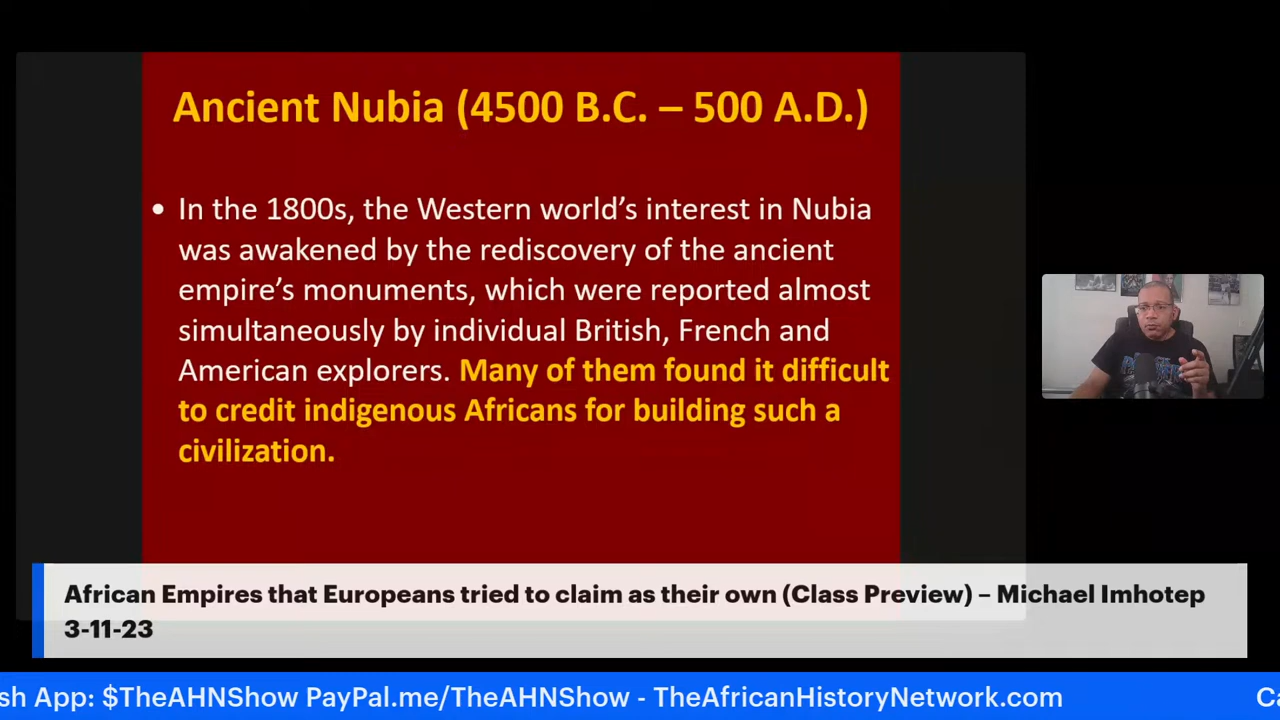 Ancient Nubia (4500 B.C. – 500 A.D.)
• In the 1800s, the Western world's interest in Nubia
was awakened by the rediscovery of the ancient
empire's monuments, which were reported almost
simultaneously by individual British, French and
American explorers. Many of them found it difficult
to credit indigenous Africans for building such a
civilization.
African Empires that Europeans tried to claim as their own (Class Preview) – Michael Imhotep
3-11-23
sh App: $TheAHNShow PayPal.me/TheAHNShow - TheAfricanHistoryNetwork.com Ca